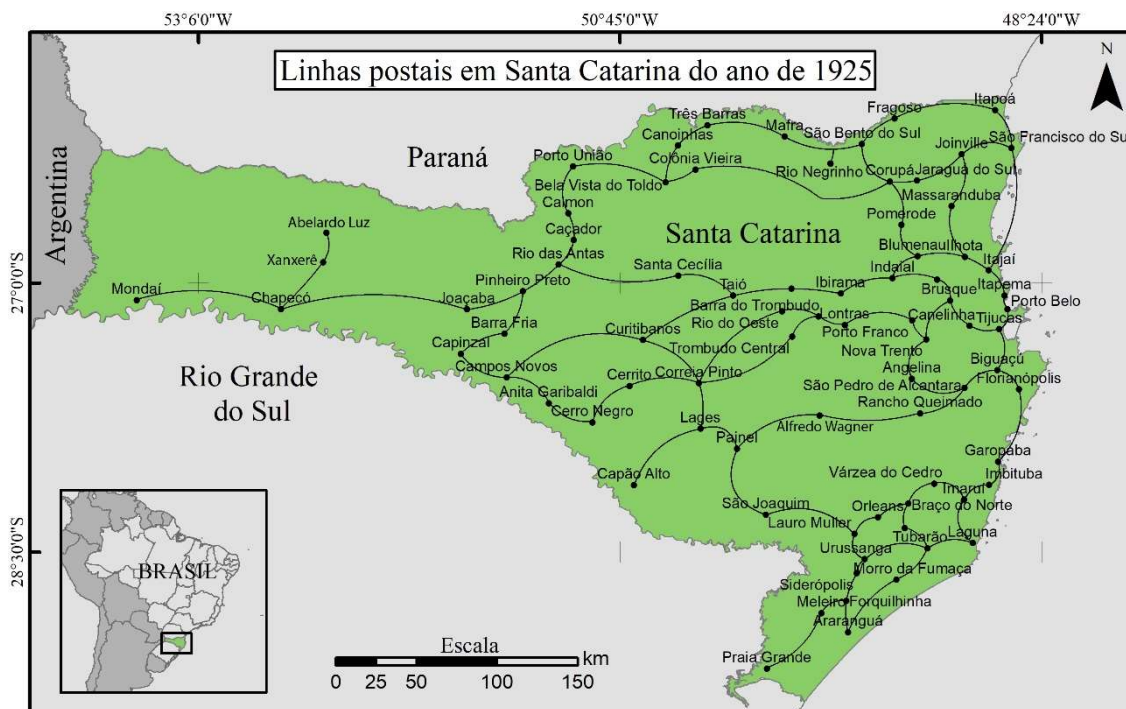 53°6'0"W
50°45'0"W
48°24'0"W
Linhas postais em Santa Catarina do ano de 1925
N
Itapoá
Fragoso
Três Barras
Mafra
São Bento do Sul
Canoinhas
Joinville
São Francisco do Su
Paraná
Porto União
Colônia Vieira
Rio Negrinho
Corupá
Jaraguá do Sul
Bela Vista do Toldo
Massaranduba
Argentina
Calmon
Pomerode
Abelardo Luz
Caçador
Santa Catarina
Blumenau
Ilhota
Rio das Antas
Itajaí
Xanxerê
Santa Cecília
Indaial
27°0'0"S
Pinheiro Preto
Taió
Ibirama
Brusque
Itapema
Mondaí
Chapecó
Joaçaba
Barra do Trombudo
Porto Belo
Lontras
Canelinha
Tijucas
Barra Fria
Curitibanos
Rio do Oeste
Porto Franco
Capinzal
Trombudo Central
Nova Trento
Biguaçú
Campos Novos
Angelina
Rio Grande
do Sul
Cerrito
Correia Pinto
São Pedro de Alcantara
Florianópolis
Anita Garibaldi
Rancho Queimado
Cerro Negro
Lages
Alfredo Wagner
Painel
Garopaba
Capão Alto
Várzea do Cedro
Imbituba
Imaruí
São Joaquim
Orleans
Braço do Norte
Lauro Muller
Tubarão
Laguna
28°30'0"S
Urussanga
BRASIL
Morro da Fumaça
Siderópolis
Meleiro
Forquilhinha
Araranguá
Escala
Praia Grande
km
0 25 50 100 150